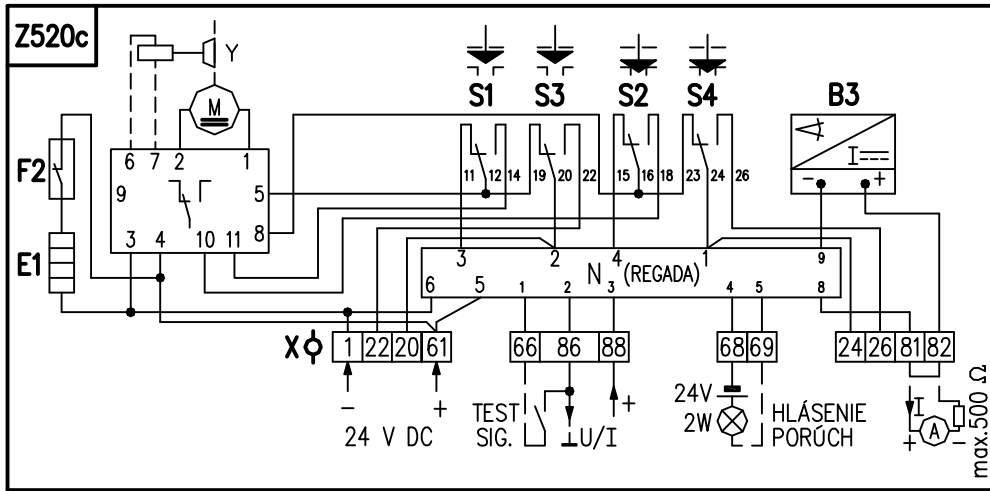 Z520c
Y
M
S1 S3 S2 S4 B3
F2
6 7 2 1
9 5
8
3 4 10 11
11 12 14 19 20 22 15 16 18 23 24 26
I
- +
E1
3 2 4 1 9
N (REGADA)
6 5 1 2 3 4 5 8
X 1 22 20 61 66 86 88 68 69 24 26 81 82
- +
24 V DC
TEST
SIG.
U/I
+
24V
2W
HLÁSENIE
PORÚCH
I
+ A -
max.500 Ω